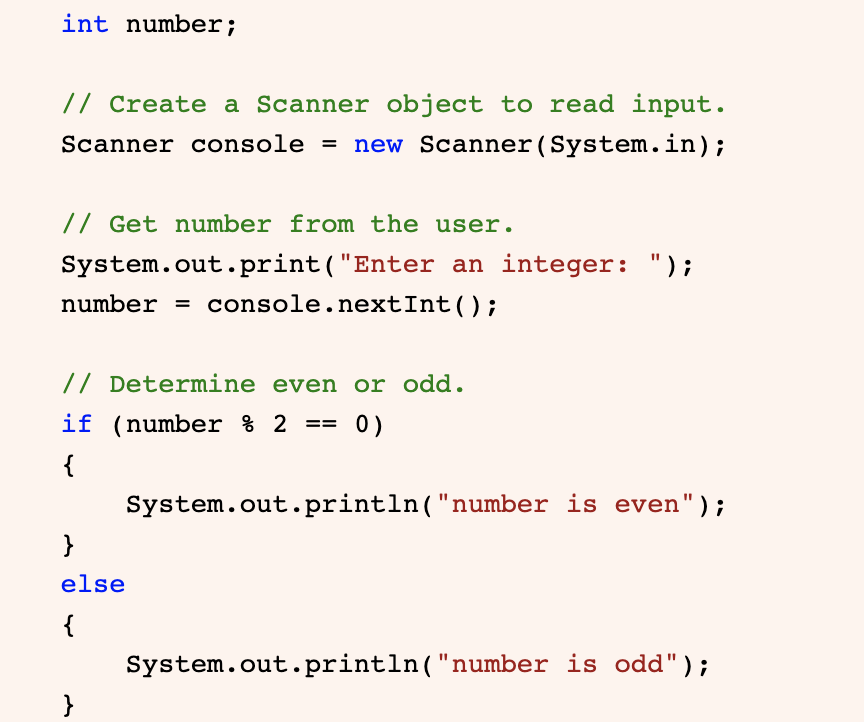 int number;
// Create a Scanner object to read input.
Scanner console = new Scanner(System.in);
// Get number from the user.
System.out.print("Enter an integer: ");
number = console.nextInt();
// Determine even or odd.
if (number % 2 == 0)
{
    System.out.println("number is even");
}
else
{
    System.out.println("number is odd");
}